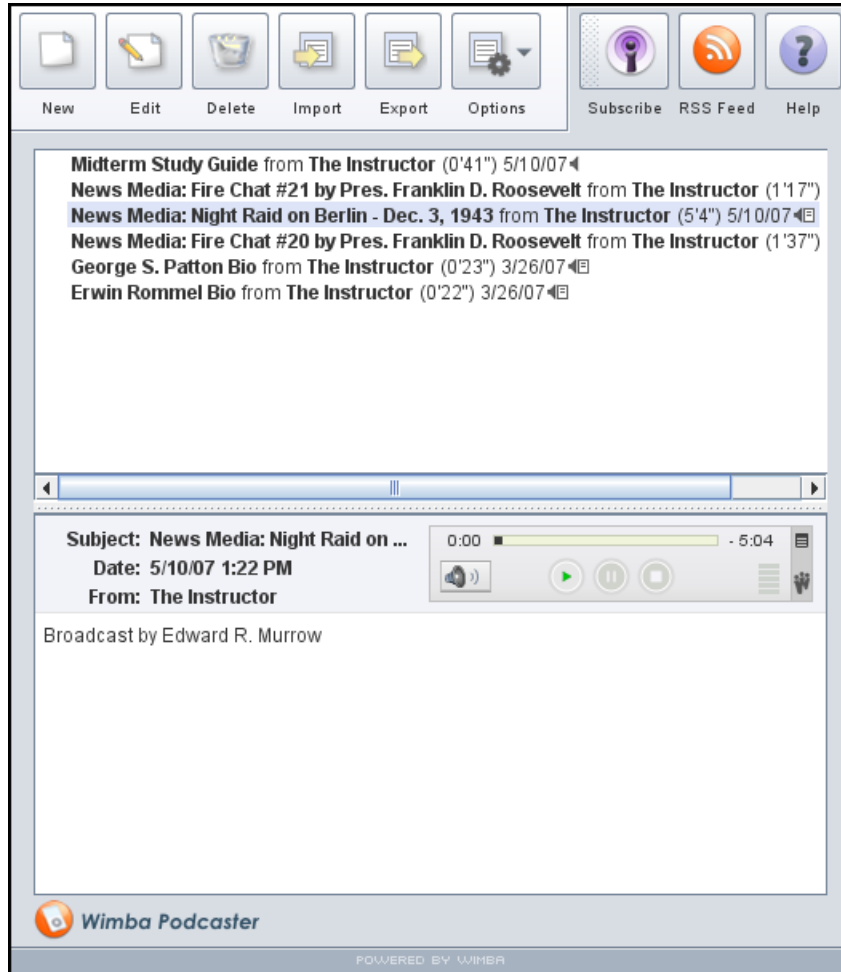 New Edit Delete Import Export Options Subscribe RSS Feed Help
Midterm Study Guide from The Instructor (0'41") 5/10/07
News Media: Fire Chat #21 by Pres. Franklin D. Roosevelt from The Instructor (1'17")
News Media: Night Raid on Berlin - Dec. 3, 1943 from The Instructor (5'4") 5/10/07
News Media: Fire Chat #20 by Pres. Franklin D. Roosevelt from The Instructor (1'37")
George S. Patton Bio from The Instructor (0'23") 3/26/07
Erwin Rommel Bio from The Instructor (0'22") 3/26/07
Subject: News Media: Night Raid on ...
0:00 - 5:04
Date: 5/10/07 1:22 PM
From: The Instructor
Broadcast by Edward R. Murrow
Wimba Podcaster
POWERED BY WIMBA